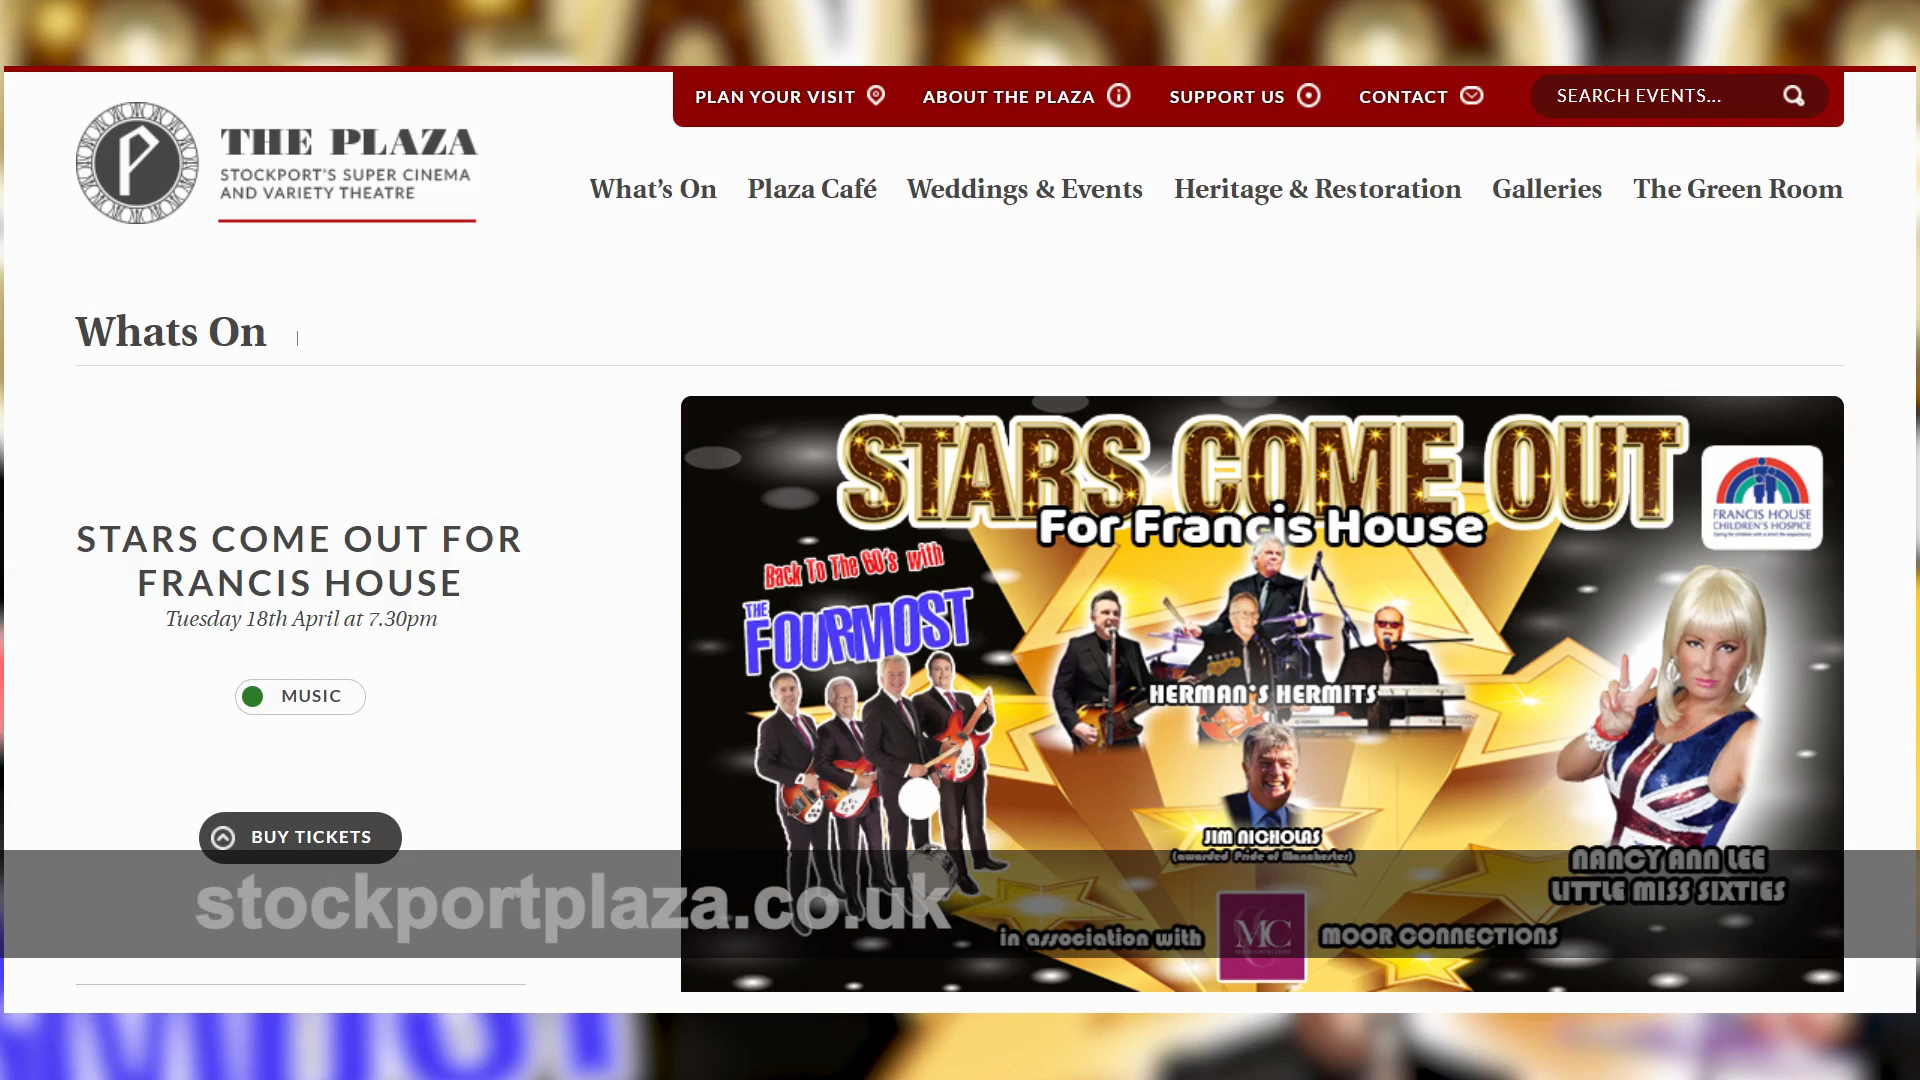 PLAN YOUR VISIT
ABOUT THE PLAZA
SUPPORT US
CONTACT
SEARCH EVENTS...
THE PLAZA
STOCKPORT'S SUPER CINEMA
AND VARIETY THEATRE
What's On
Plaza Café
Weddings & Events
Heritage & Restoration
Galleries
The Green Room
Whats On
STARS COME OUT FOR
FRANCIS HOUSE
Tuesday 18th April at 7.30pm
MUSIC
BUY TICKETS
STARS COME OUT
For Francis House
FRANCIS HOUSE
CHILDREN'S HOSPICE
Back To The 60's with
THE
FOURMOST
HERMAN'S HERMITS
JIM NICHOLAS
(awarded Pride of Manchester)
NANCY ANN LEE
LITTLE MISS SIXTIES
in association with
MC
MOOR CONNECTIONS
stockportplaza.co.uk